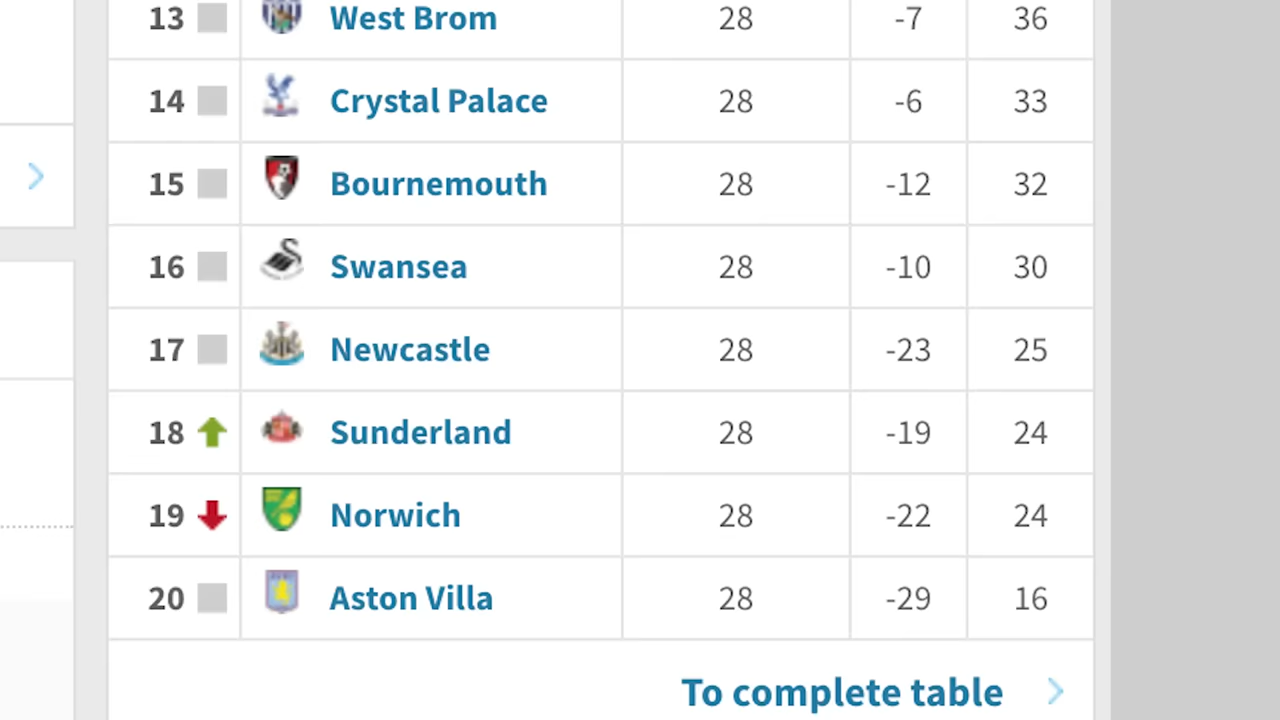 13 West Brom 28 -7 36
14 Crystal Palace 28 -6 33
15 Bournemouth 28 -12 32
16 Swansea 28 -10 30
17 Newcastle 28 -23 25
18 Sunderland 28 -19 24
19 Norwich 28 -22 24
20 Aston Villa 28 -29 16
To complete table